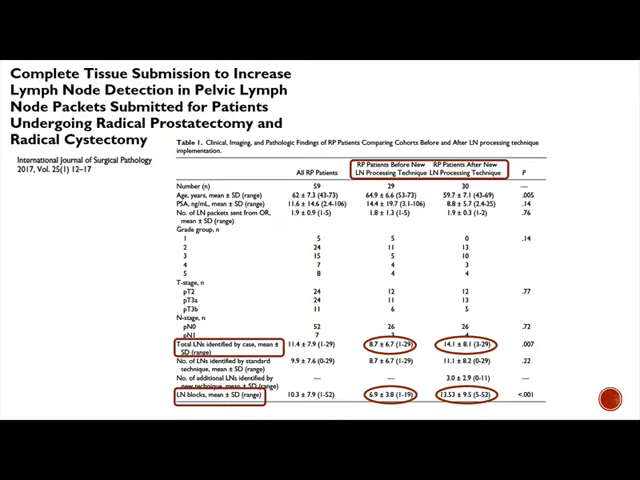 Complete Tissue Submission to Increase
Lymph Node Detection in Pelvic Lymph
Node Packets Submitted for Patients
Undergoing Radical Prostatectomy and
Radical Cystectomy
International Journal of Surgical Pathology
2017, Vol. 25(1) 12–17
Table 1. Clinical, Imaging, and Pathologic Findings of RP Patients Comparing Cohorts Before and After LN processing technique
implementation.
All RP Patients RP Patients Before New LN Processing Technique RP Patients After New LN Processing Technique P
Number (n) 59 29 30 —
Age, years, mean ± SD (range) 62 ± 7.3 (43-73) 64.9 ± 6.6 (53-73) 59.7 ± 7.1 (43-69) .005
PSA, ng/mL, mean ± SD (range) 11.6 ± 14.6 (2.4-106) 14.4 ± 19.7 (3.1-106) 8.8 ± 5.7 (2.4-25) .14
No. of LN packets sent from OR, 1.9 ± 0.9 (1-5) 1.8 ± 1.3 (1-5) 1.9 ± 0.3 (1-2) .76
mean ± SD (range)
Grade group, n
1 5 5 0 .14
2 24 11 13
3 15 5 10
4 7 4 3
5 8 4 4
T-stage, n
pT2 24 12 12 .77
pT3a 24 11 13
pT3b 11 6 5
N-stage, n
pN0 52 26 26 .72
pN1 7 3 4
Total LNs identified by case, mean ± 11.4 ± 7.9 (1-29) 8.7 ± 6.7 (1-29) 14.1 ± 8.1 (3-29) .007
SD (range)
No. of LNs identified by standard 9.9 ± 7.6 (0-29) 8.7 ± 6.7 (1-29) 11.1 ± 8.2 (0-29) .22
technique, mean ± SD (range)
No. of additional LNs identified by — — 3.0 ± 2.9 (0-11)
new technique, mean ± SD (range)
LN blocks, mean ± SD (range) 10.3 ± 7.9 (1-52) 6.9 ± 3.8 (1-19) 13.53 ± 9.5 (5-52) <.001